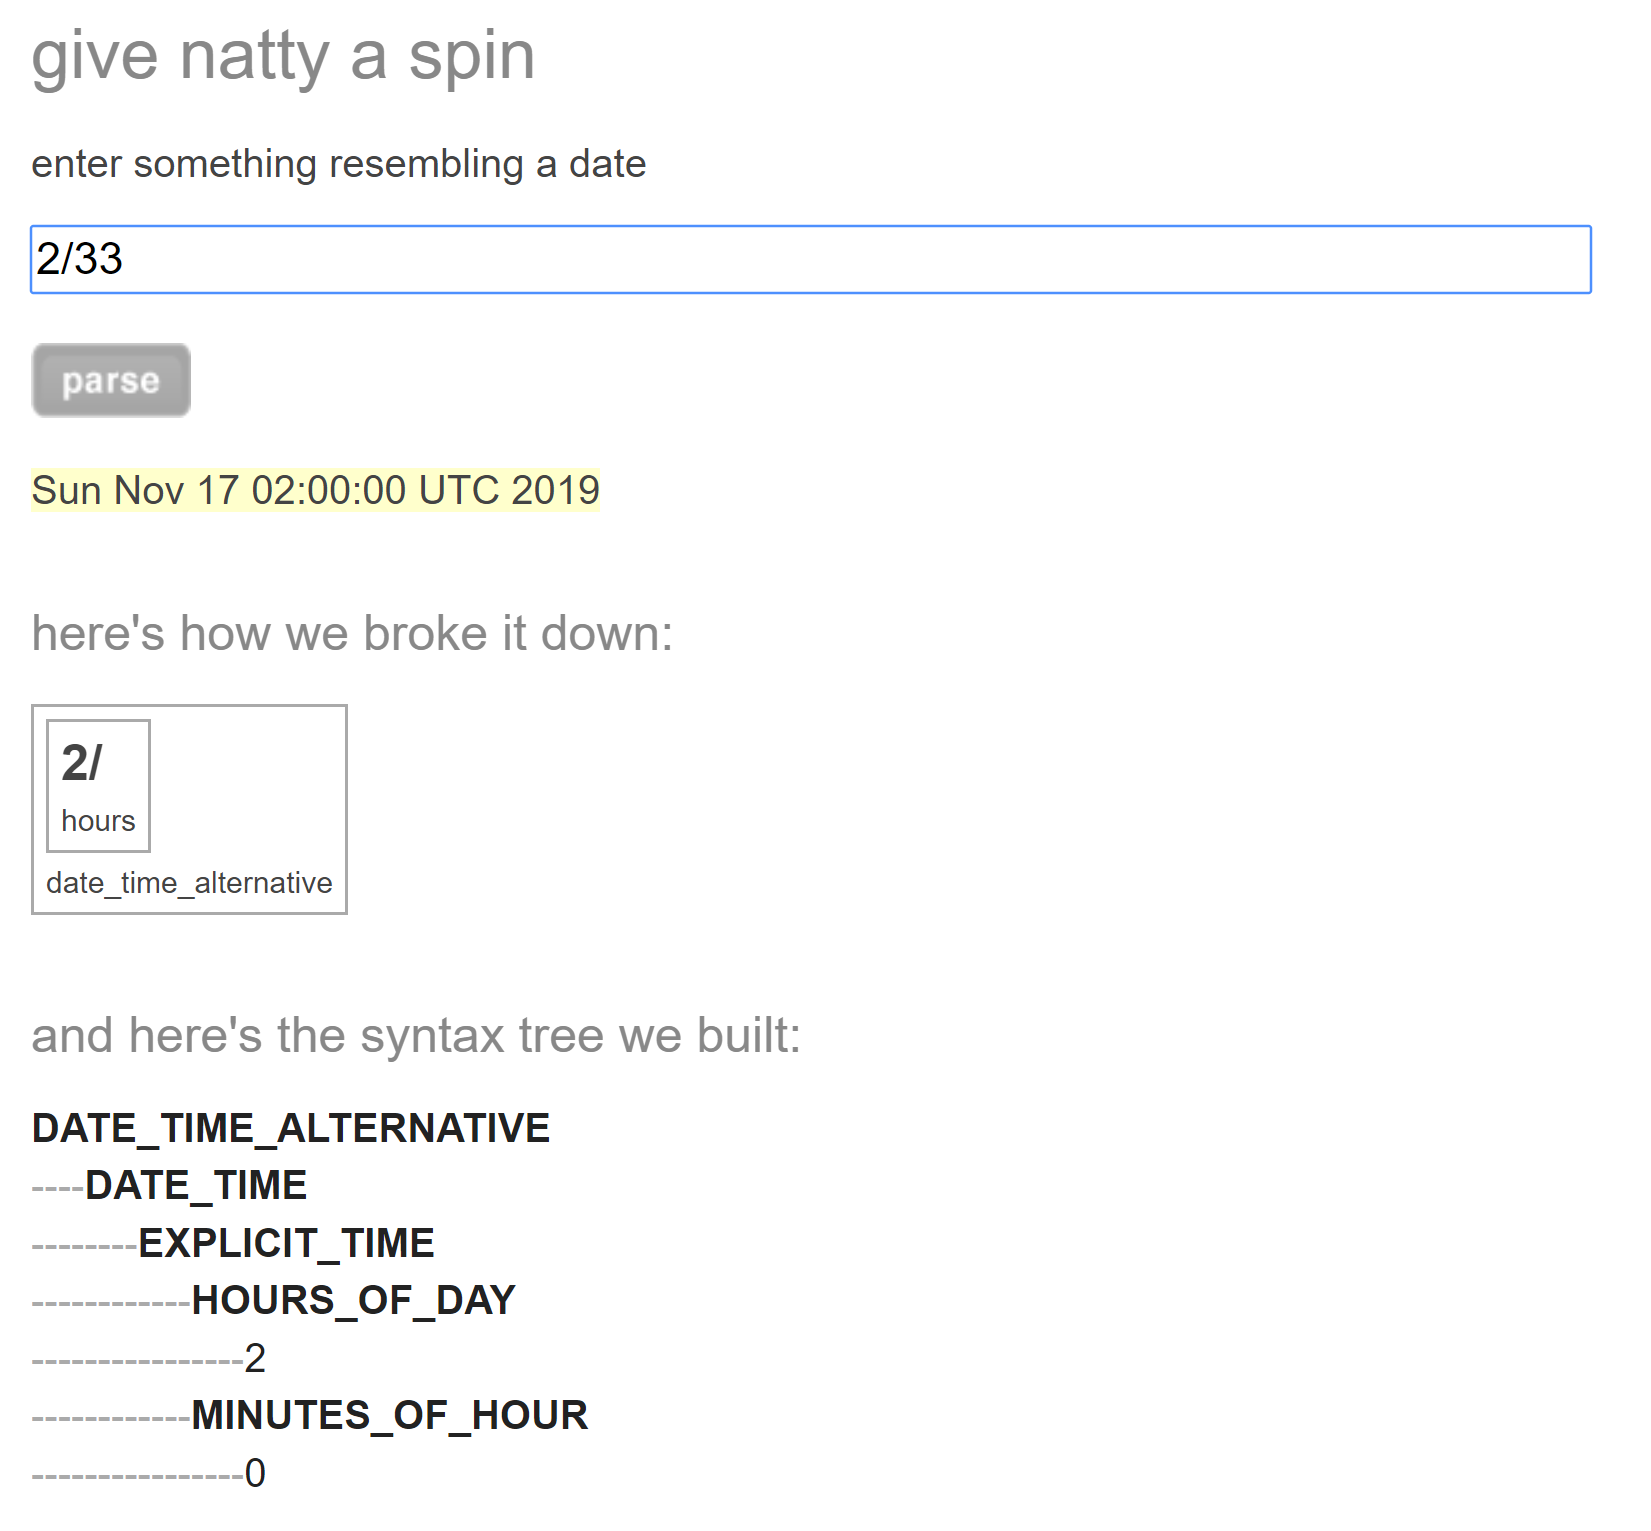 give natty a spin
enter something resembling a date
2/33
parse
Sun Nov 17 02:00:00 UTC 2019
here's how we broke it down:
2/
hours
date_time_alternative
and here's the syntax tree we built:
DATE_TIME_ALTERNATIVE
----DATE_TIME
--------EXPLICIT_TIME
------------HOURS_OF_DAY
----------------2
------------MINUTES_OF_HOUR
----------------0